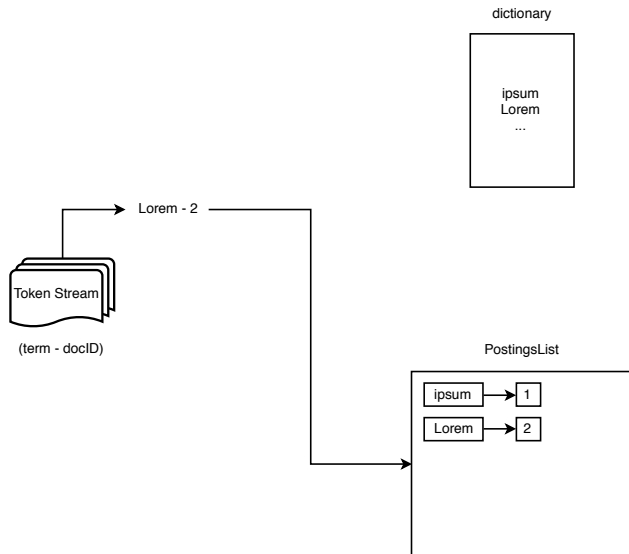 dictionary
ipsum
Lorem
...
Lorem - 2
Token Stream
(term - docID)
PostingsList
ipsum
1
Lorem
2